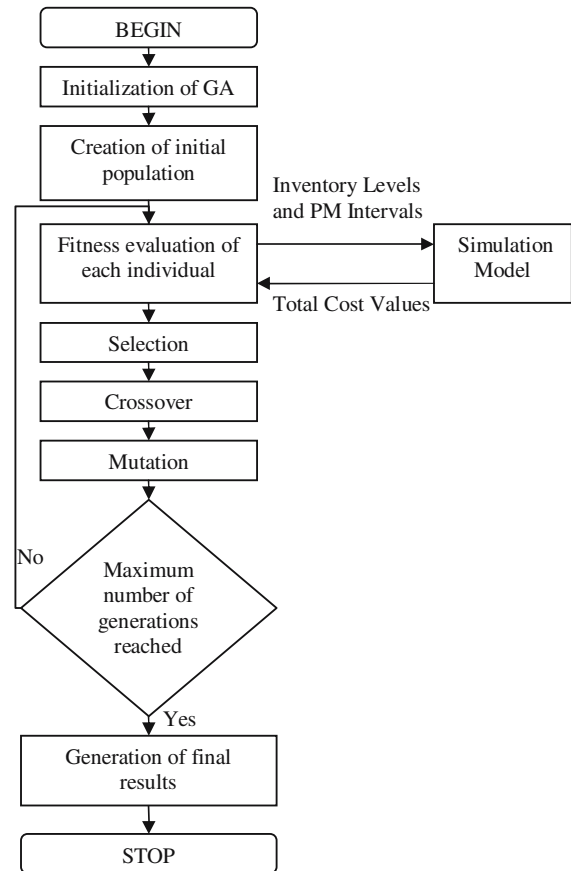 BEGIN
Initialization of GA
Creation of initial
population
Inventory Levels
and PM Intervals
Fitness evaluation of
each individual
Simulation
Model
Total Cost Values
Selection
Crossover
Mutation
No
Maximum
number of
generations
reached
Yes
Generation of final
results
STOP